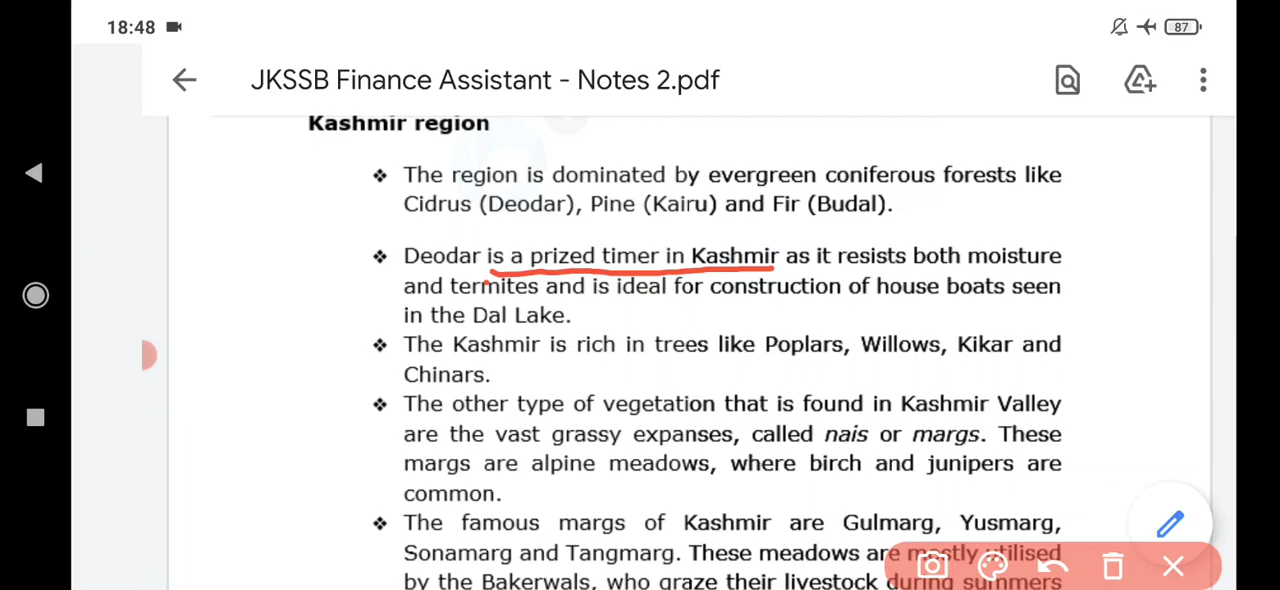 18:48
87
JKSSB Finance Assistant - Notes 2.pdf
Kashmir region
❖ The region is dominated by evergreen coniferous forests like
Cidrus (Deodar), Pine (Kairu) and Fir (Budal).
❖ Deodar is a prized timer in Kashmir as it resists both moisture
and termites and is ideal for construction of house boats seen
in the Dal Lake.
❖ The Kashmir is rich in trees like Poplars, Willows, Kikar and
Chinars.
❖ The other type of vegetation that is found in Kashmir Valley
are the vast grassy expanses, called nais or margs. These
margs are alpine meadows, where birch and junipers are
common.
❖ The famous margs of Kashmir are Gulmarg, Yusmarg,
Sonamarg and Tangmarg. These meadows are mostly utilised
by the Bakerwals, who graze their livestock during summers